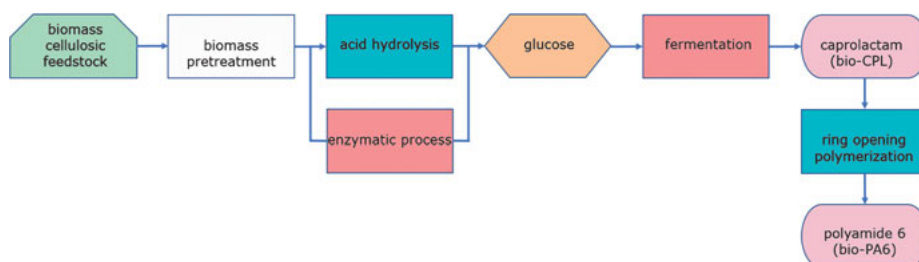 biomass
cellulosic
feedstock
biomass
pretreatment
acid hydrolysis
enzymatic process
glucose
fermentation
caprolactam
(bio-CPL)
ring opening
polymerization
polyamide 6
(bio-PA6)